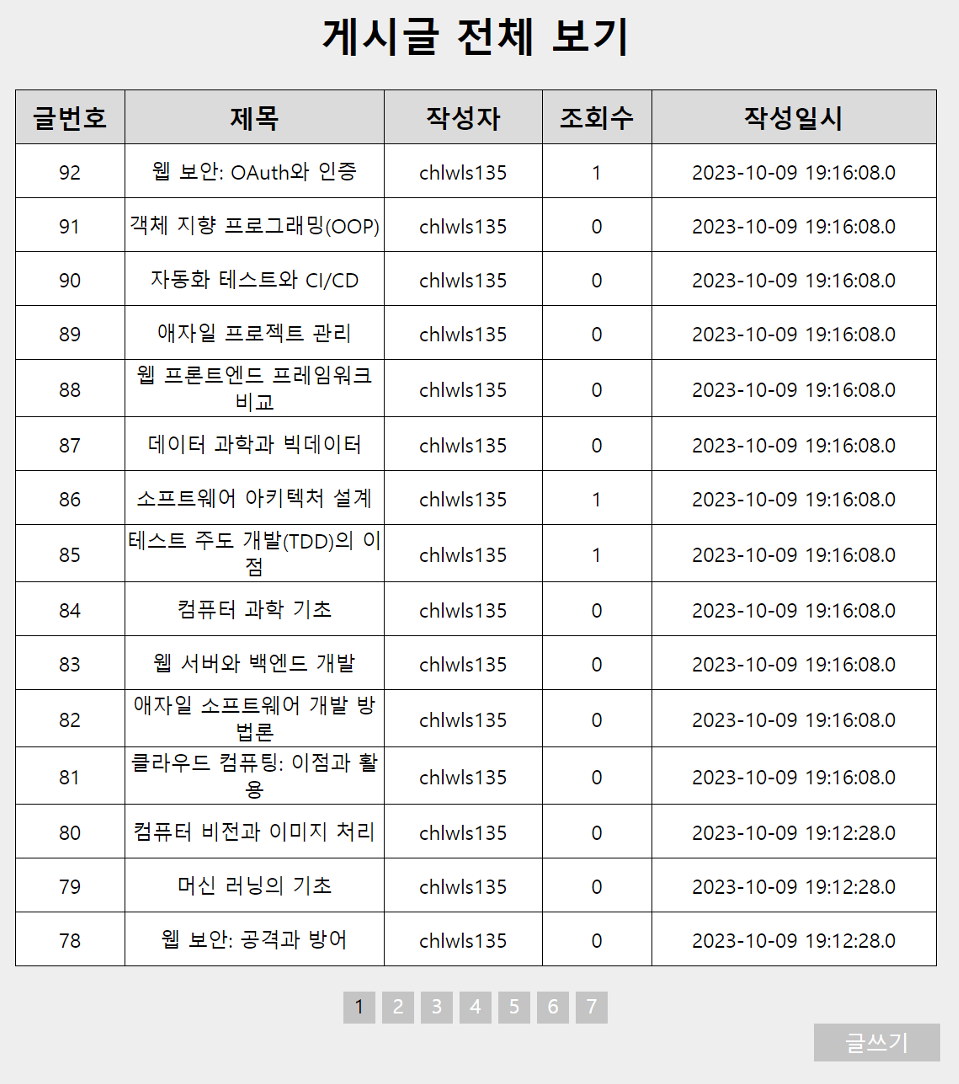 게시글 전체 보기
글번호 제목 작성자 조회수 작성일시
92 웹 보안: OAuth와 인증 chlwls135 1 2023-10-09 19:16:08.0
91 객체 지향 프로그래밍(OOP) chlwls135 0 2023-10-09 19:16:08.0
90 자동화 테스트와 CI/CD chlwls135 0 2023-10-09 19:16:08.0
89 애자일 프로젝트 관리 chlwls135 0 2023-10-09 19:16:08.0
88 웹 프론트엔드 프레임워크
비교 chlwls135 0 2023-10-09 19:16:08.0
87 데이터 과학과 빅데이터 chlwls135 0 2023-10-09 19:16:08.0
86 소프트웨어 아키텍처 설계 chlwls135 1 2023-10-09 19:16:08.0
85 테스트 주도 개발(TDD)의 이
점 chlwls135 1 2023-10-09 19:16:08.0
84 컴퓨터 과학 기초 chlwls135 0 2023-10-09 19:16:08.0
83 웹 서버와 백엔드 개발 chlwls135 0 2023-10-09 19:16:08.0
82 애자일 소프트웨어 개발 방
법론 chlwls135 0 2023-10-09 19:16:08.0
81 클라우드 컴퓨팅: 이점과 활
용 chlwls135 0 2023-10-09 19:16:08.0
80 컴퓨터 비전과 이미지 처리 chlwls135 0 2023-10-09 19:12:28.0
79 머신 러닝의 기초 chlwls135 0 2023-10-09 19:12:28.0
78 웹 보안: 공격과 방어 chlwls135 0 2023-10-09 19:12:28.0
1 2 3 4 5 6 7
글쓰기